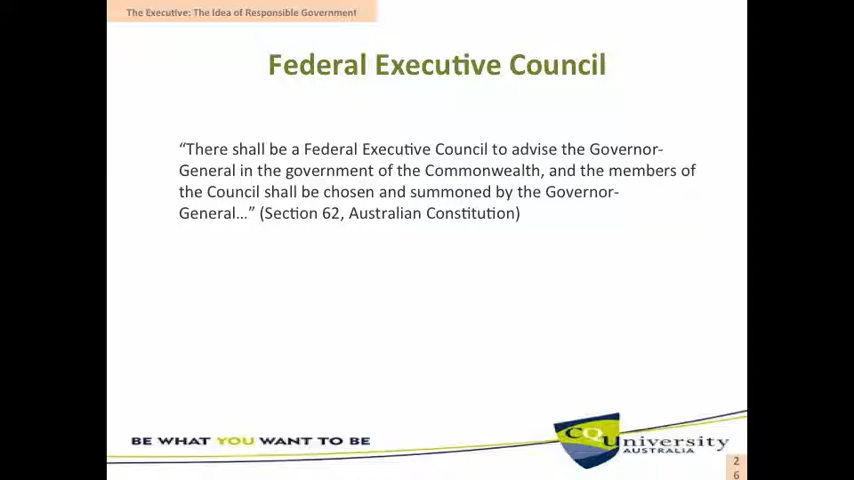 The Executive: The Idea of Responsible Government
Federal Executive Council
“There shall be a Federal Executive Council to advise the Governor-
General in the government of the Commonwealth, and the members of
the Council shall be chosen and summoned by the Governor-
General…” (Section 62, Australian Constitution)
BE WHAT YOU WANT TO BE
CQUniversity
AUSTRALIA
2
6